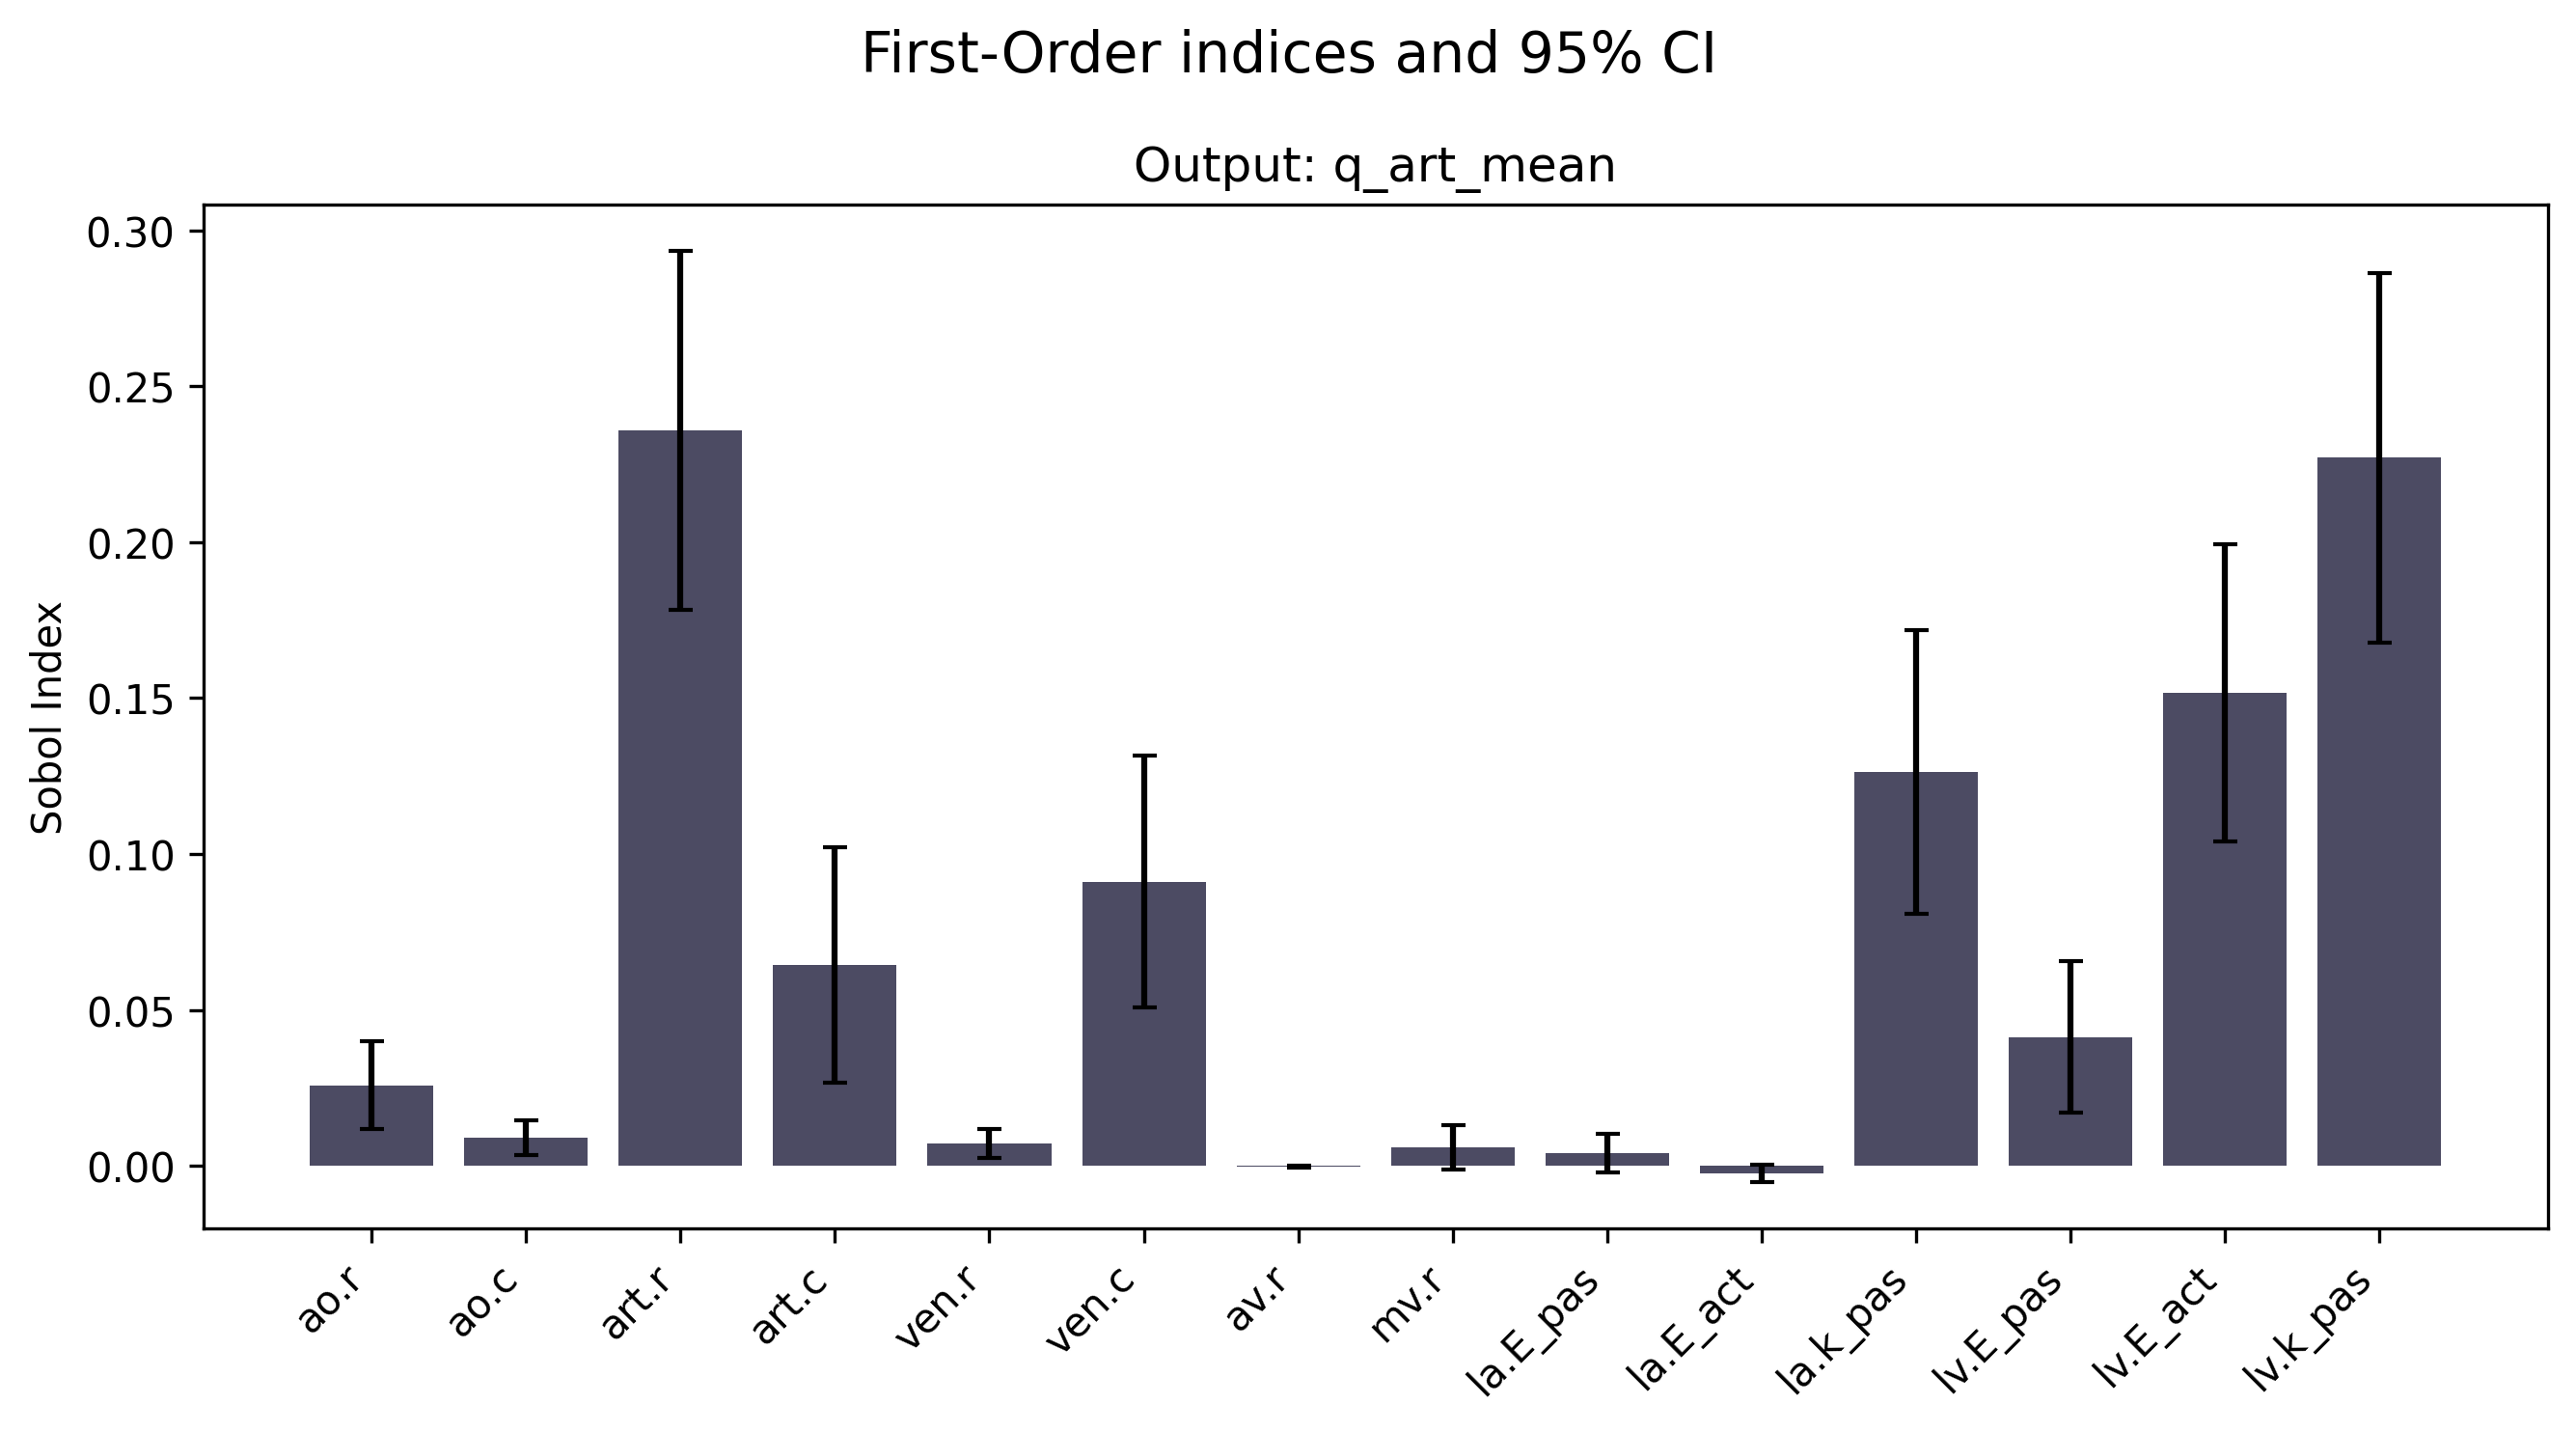 First-Order indices and 95% CI
Output: q_art_mean
0.30
0.25
0.20
0.15
0.10
0.05
0.00
Sobol Index
ao.r
ao.c
art.r
art.c
ven.r
ven.c
av.r
mv.r
la.E_pas
la.E_act
la.k_pas
lv.E_pas
lv.E_act
lv.k_pas